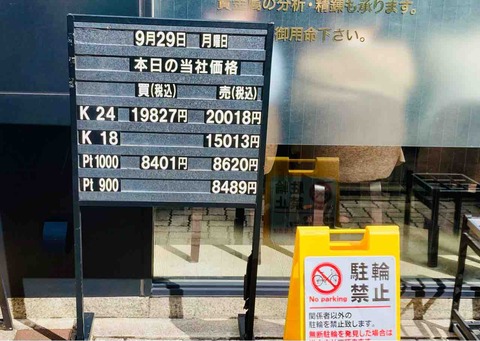 貴金属の分析・精錬も承ります。
御用命下さい。
9月29日 月曜日
本日の当社価格
買(税込) 売(税込)
K 24 19827円 20018円
K 18 15013円
Pt1000 8401円 8620円
Pt 900 8489円
駐輪
禁止
No parking
関係者以外の
駐輪を禁止致します。
無断駐輪を発見した場合は